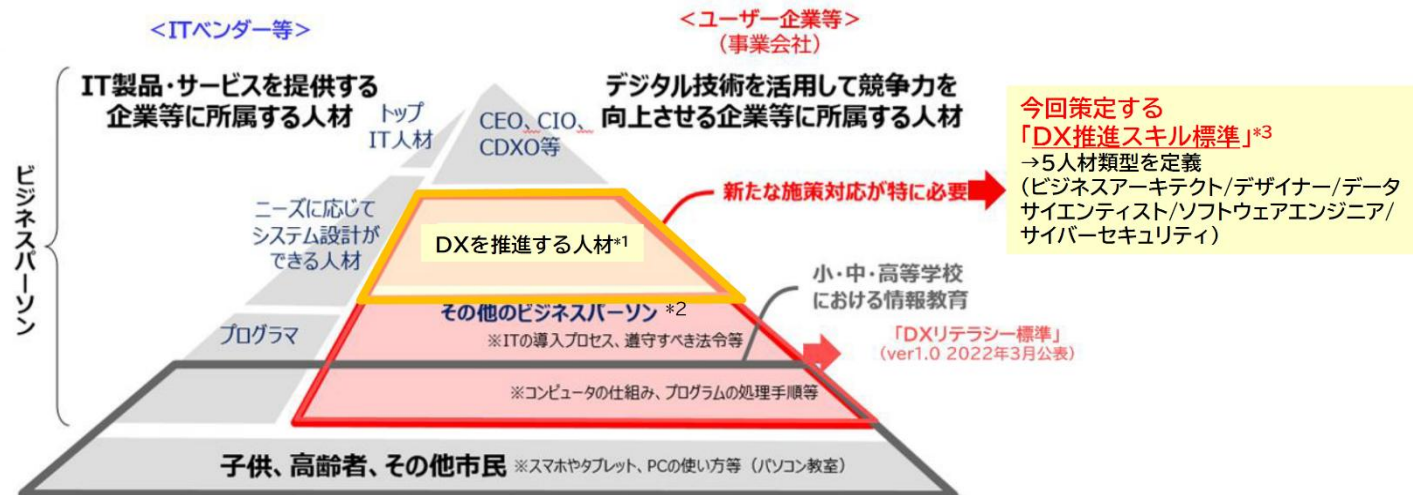 <ITベンダー等>
<ユーザー企業等>
（事業会社）
IT製品・サービスを提供する
企業等に所属する人材
デジタル技術を活用して競争力を
向上させる企業等に所属する人材
トップ
IT人材
CEO、CIO、
CDXO等
今回策定する
「DX推進スキル標準」*3
→5人材類型を定義
（ビジネスアーキテクト/デザイナー/データ
サイエンティスト/ソフトウェアエンジニア/
サイバーセキュリティ）
新たな施策対応が特に必要
ビジネスパーソン
ニーズに応じて
システム設計が
できる人材
DXを推進する人材*1
小・中・高等学校
における情報教育
その他のビジネスパーソン *2
※ITの導入プロセス、遵守すべき法令等
プログラマ
「DXリテラシー標準」
（ver1.0 2022年3月公表）
※コンピュータの仕組み、プログラムの処理手順等
子供、高齢者、その他市民 ※スマホやタブレット、PCの使い方等（パソコン教室）